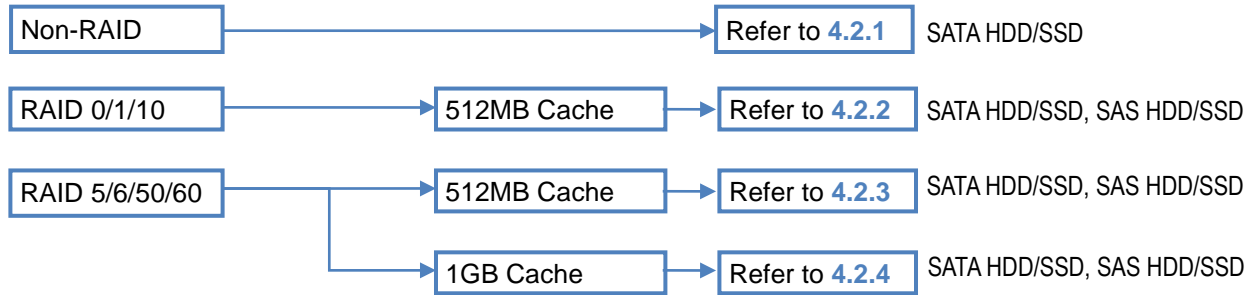 Non-RAID Refer to 4.2.1 SATA HDD/SSD
RAID 0/1/10 512MB Cache Refer to 4.2.2 SATA HDD/SSD, SAS HDD/SSD
RAID 5/6/50/60 512MB Cache Refer to 4.2.3 SATA HDD/SSD, SAS HDD/SSD
1GB Cache Refer to 4.2.4 SATA HDD/SSD, SAS HDD/SSD